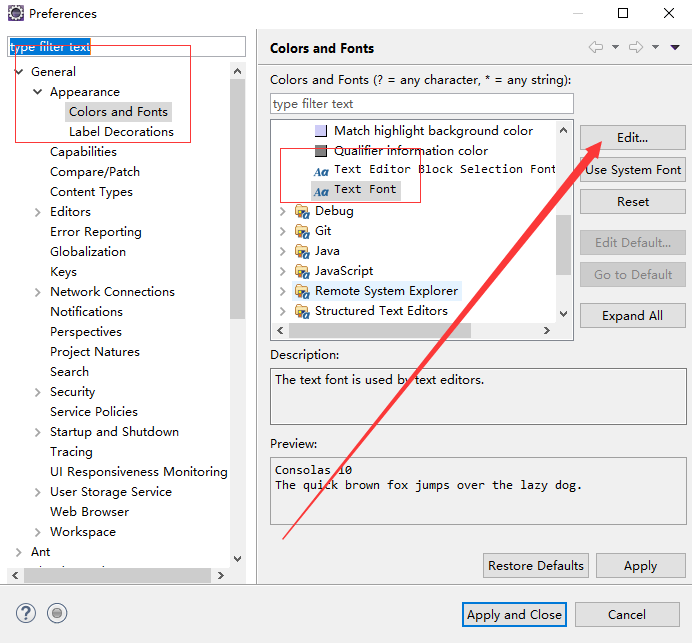 Preferences
type filter text
General
Appearance
Colors and Fonts
Label Decorations
Capabilities
Compare/Patch
Content Types
Editors
Error Reporting
Globalization
Keys
Network Connections
Notifications
Perspectives
Project Natures
Search
Security
Service Policies
Startup and Shutdown
Tracing
UI Responsiveness Monitoring
User Storage Service
Web Browser
Workspace
Ant
Colors and Fonts
Colors and Fonts (? = any character, * = any string):
type filter text
Match highlight background color
Qualifier information color
Aa Text Editor Block Selection Font
Aa Text Font
Debug
Git
Java
JavaScript
Remote System Explorer
Structured Text Editors
Edit...
Use System Font
Reset
Edit Default...
Go to Default
Expand All
Description:
The text font is used by text editors.
Preview:
Consolas 10
The quick brown fox jumps over the lazy dog.
Restore Defaults
Apply
Apply and Close
Cancel